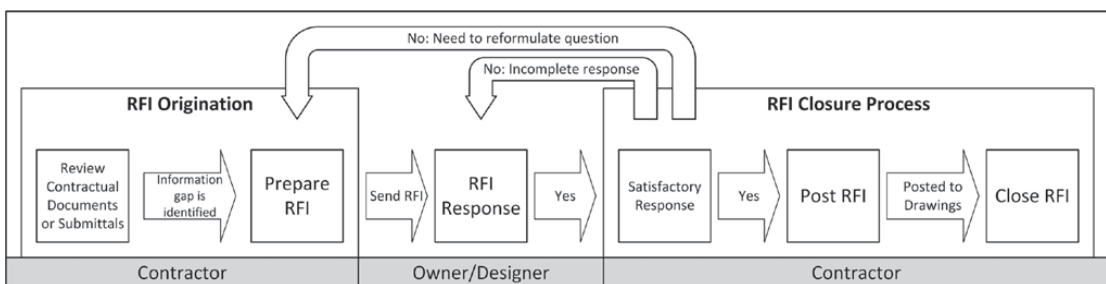 No: Need to reformulate question
No: Incomplete response
RFI Origination
RFI Closure Process
Review
Contractual
Documents
or Submittals
Information
gap is
identified
Prepare
RFI
Send RFI
RFI
Response
Yes
Satisfactory
Response
Yes
Post RFI
Posted to
Drawings
Close RFI
Contractor
Owner/Designer
Contractor